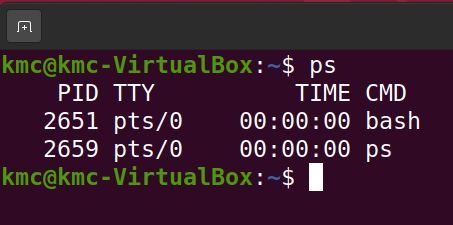 kmc@kmc-VirtualBox:~$ ps
    PID TTY          TIME CMD
   2651 pts/0    00:00:00 bash
   2659 pts/0    00:00:00 ps
kmc@kmc-VirtualBox:~$